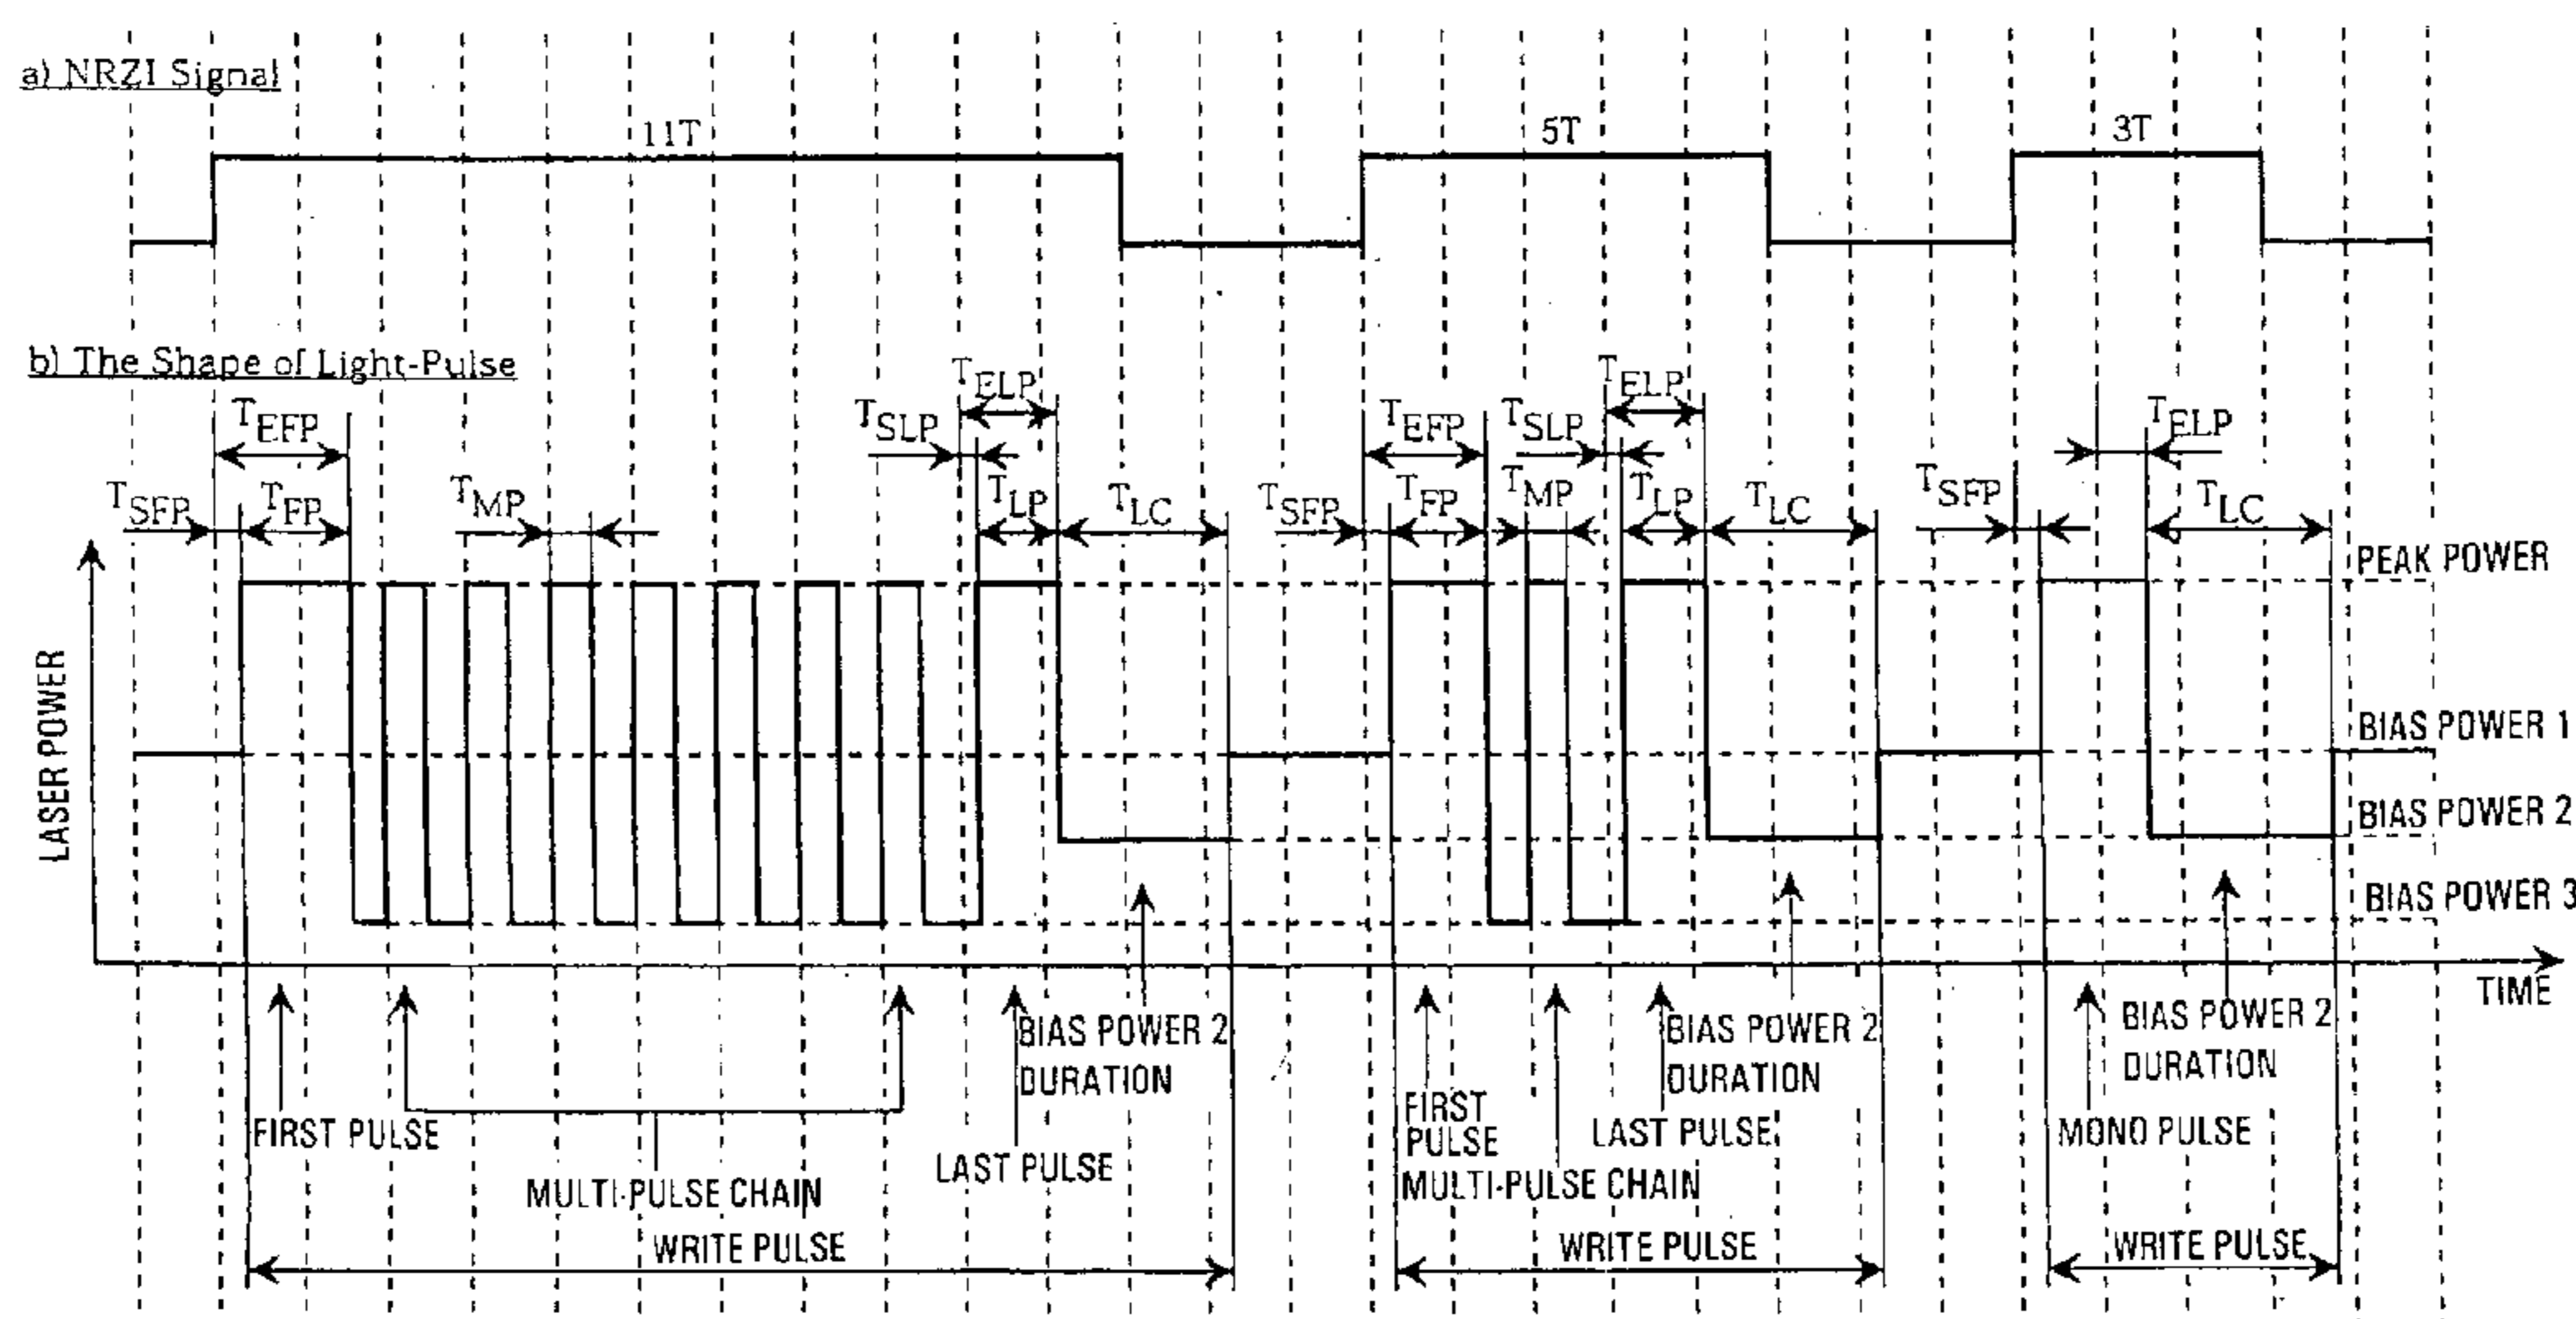 a) NRZI Signal
11T 5T 3T
b) The Shape of Light-Pulse
TEFP TSLP TELP TEFP TSLP TELP TELP
TSFP TFP TMP TLP TLC TSFP TFP TMP TLP TLC TSFP TLC
PEAK POWER
BIAS POWER 1
BIAS POWER 2
BIAS POWER 3
LASER POWER
TIME
FIRST PULSE
MULTI-PULSE CHAIN
LAST PULSE
BIAS POWER 2
DURATION
WRITE PULSE
FIRST
PULSE
MULTI-PULSE CHAIN
LAST PULSE
BIAS POWER 2
DURATION
WRITE PULSE
MONO PULSE
BIAS POWER 2
DURATION
WRITE PULSE